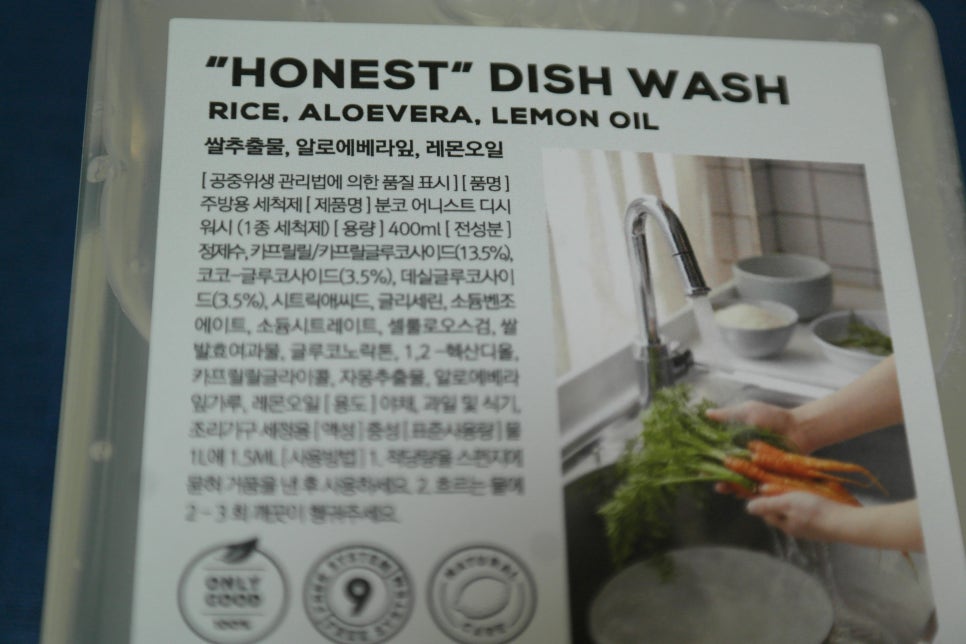 "HONEST" DISH WASH
RICE, ALOEVERA, LEMON OIL
쌀추출물, 알로에베라잎, 레몬오일
[ 공중위생 관리법에 의한 품질 표시 ] [ 품명 ]
주방용 세척제 [ 제품명 ] 분코 어니스트 디시
워시 (1종 세척제) [ 용량 ] 400ml [ 전성분 ]
정제수, 카프릴릴/카프릴글루코사이드(13.5%),
코코-글루코사이드(3.5%), 데실글루코사이
드(3.5%), 시트릭애씨드, 글리세린, 소듐벤조
에이트, 소듐시트레이트, 셀룰로오스검, 쌀
발효여과물, 글루코노락톤, 1,2-헥산디올,
카프릴릴글라이콜, 자몽추출물, 알로에베라
잎가루, 레몬오일 [ 용도 ] 야채, 과일 및 식기,
조리기구 세정용 [ 액성 ] 중성 [ 표준사용량 ] 물
1L에 1.5ML [ 사용방법 ] 1. 적당량을 스펀지에
묻혀 거품을 낸 후 사용하세요. 2. 흐르는 물에
2-3 회 깨끗이 헹궈주세요.
ONLY
GOOD
100%
FREE SYSTEM
9
FREE SYSTEM
NATURAL
CARE